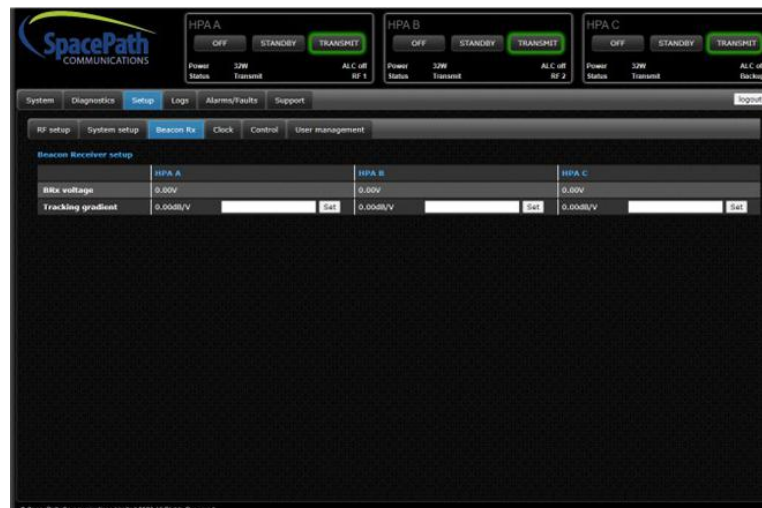 SpacePath
COMMUNICATIONS
HPA A
OFF STANDBY TRANSMIT
Power 32W ALC off
Status Transmit RF 1
HPA B
OFF STANDBY TRANSMIT
Power 32W ALC off
Status Transmit RF 2
HPA C
OFF STANDBY TRANSMIT
Power 32W ALC of
Status Transmit Backup
System Diagnostics Setup Logs Alarms/Faults Support logout
RF setup System setup Beacon Rx Clock Control User management
Beacon Receiver setup
HPA A HPA B HPA C
BRx voltage 0.00V 0.00V 0.00V
Tracking gradient 0.00dB/V Set 0.00dB/V Set 0.00dB/V Set